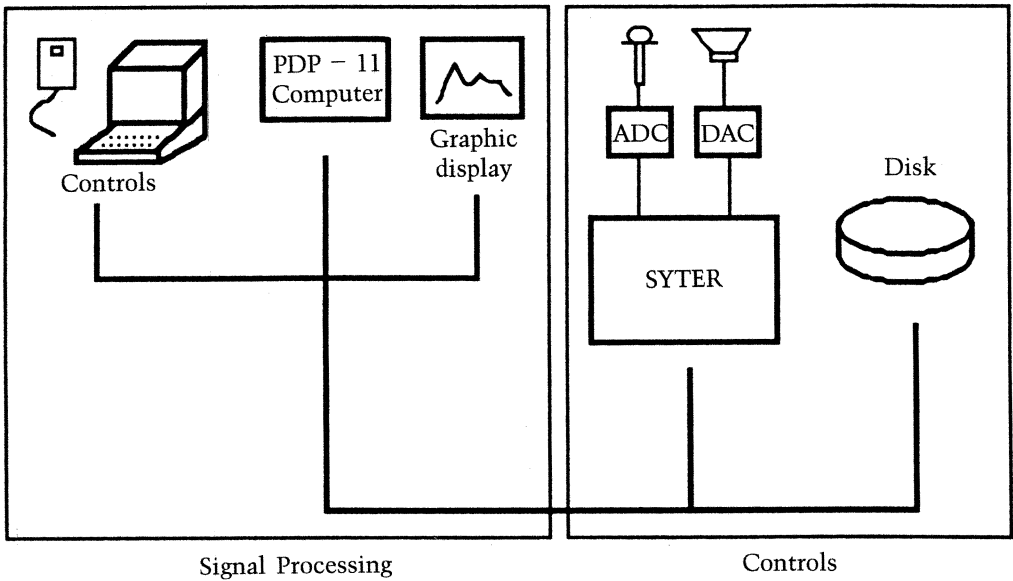 PDP – 11
Computer
Controls
Graphic
display
ADC
DAC
Disk
SYTER
Signal Processing
Controls